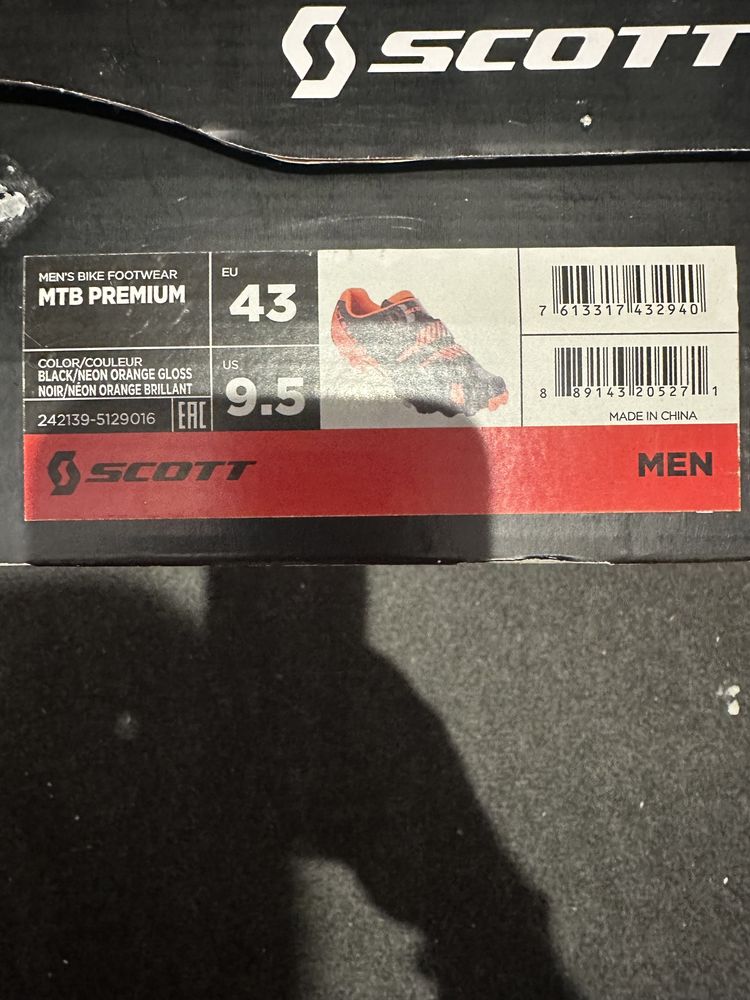 SCOTT
MEN'S BIKE FOOTWEAR
MTB PREMIUM
EU
43
COLOR/COULEUR
BLACK/NEON ORANGE GLOSS
NOIR/NÉON ORANGE BRILLANT
US
9.5
242139-5129016
EAC
7 613317 432940
8 89143 20527 1
MADE IN CHINA
SCOTT
MEN